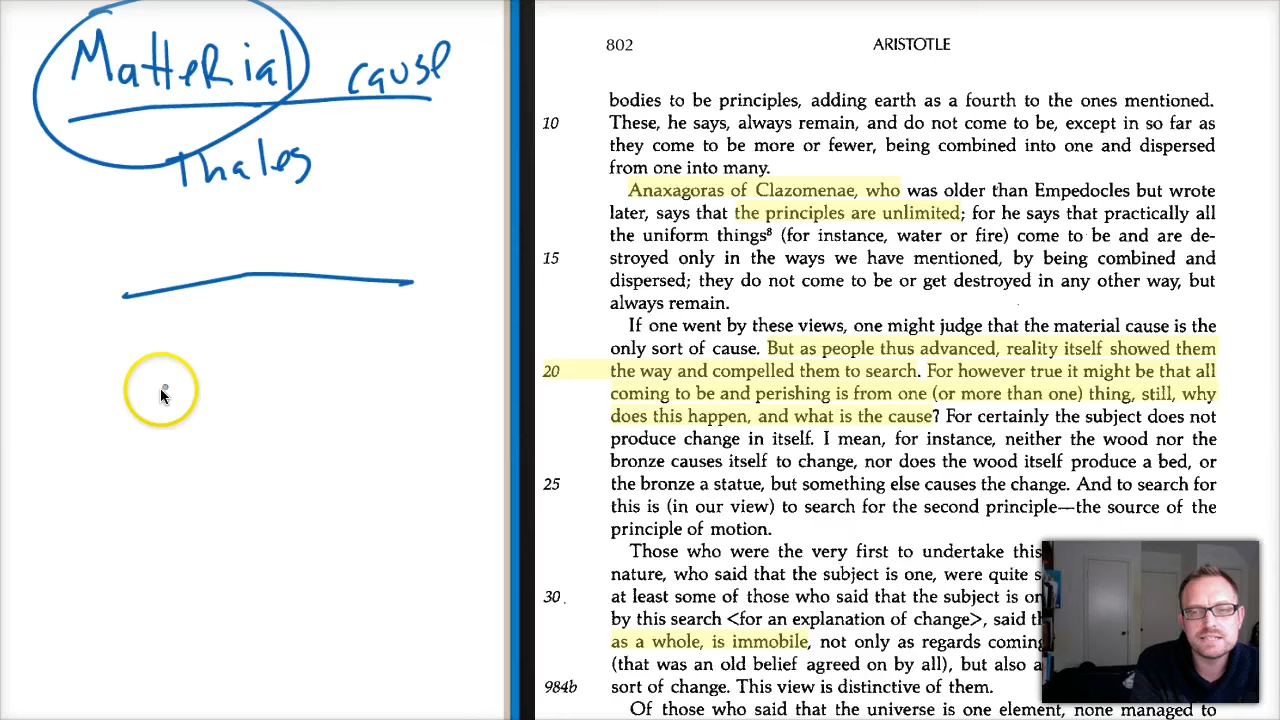 Matterial cause
Thales
802 ARISTOTLE
bodies to be principles, adding earth as a fourth to the ones mentioned.
10 These, he says, always remain, and do not come to be, except in so far as
they come to be more or fewer, being combined into one and dispersed
from one into many.
Anaxagoras of Clazomenae, who was older than Empedocles but wrote
later, says that the principles are unlimited; for he says that practically all
the uniform things⁸ (for instance, water or fire) come to be and are de-
15 stroyed only in the ways we have mentioned, by being combined and
dispersed; they do not come to be or get destroyed in any other way, but
always remain.
If one went by these views, one might judge that the material cause is the
only sort of cause. But as people thus advanced, reality itself showed them
20 the way and compelled them to search. For however true it might be that all
coming to be and perishing is from one (or more than one) thing, still, why
does this happen, and what is the cause? For certainly the subject does not
produce change in itself. I mean, for instance, neither the wood nor the
bronze causes itself to change, nor does the wood itself produce a bed, or
25 the bronze a statue, but something else causes the change. And to search for
this is (in our view) to search for the second principle—the source of the
principle of motion.
Those who were the very first to undertake this
nature, who said that the subject is one, were quite
30 at least some of those who said that the subject is
by this search <for an explanation of change>, said
as a whole, is immobile, not only as regards
(that was an old belief agreed on by all), but also
984b sort of change. This view is distinctive of them.
Of those who said that the universe is one element, none managed to